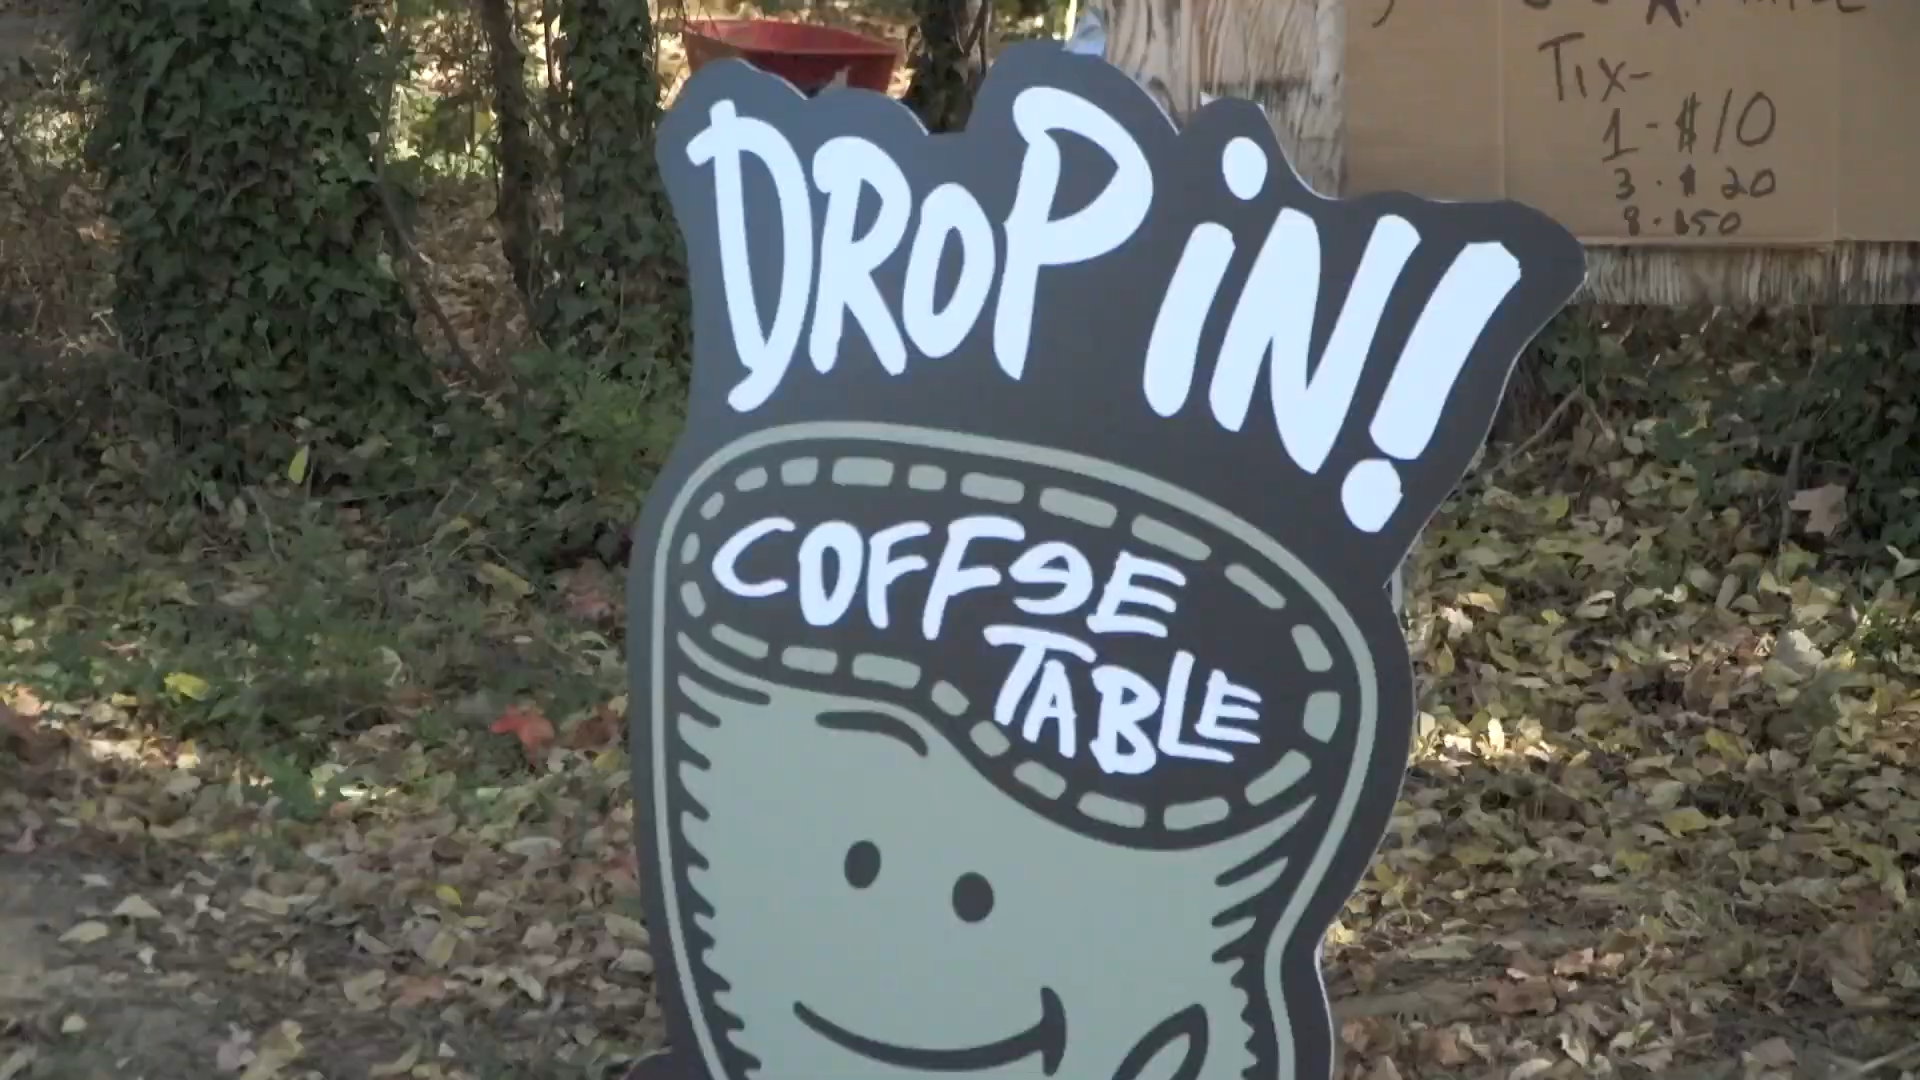 DROP iN!
COFFeE
TABLE
Tix-
1 - $10
3 - $20
8 - $50